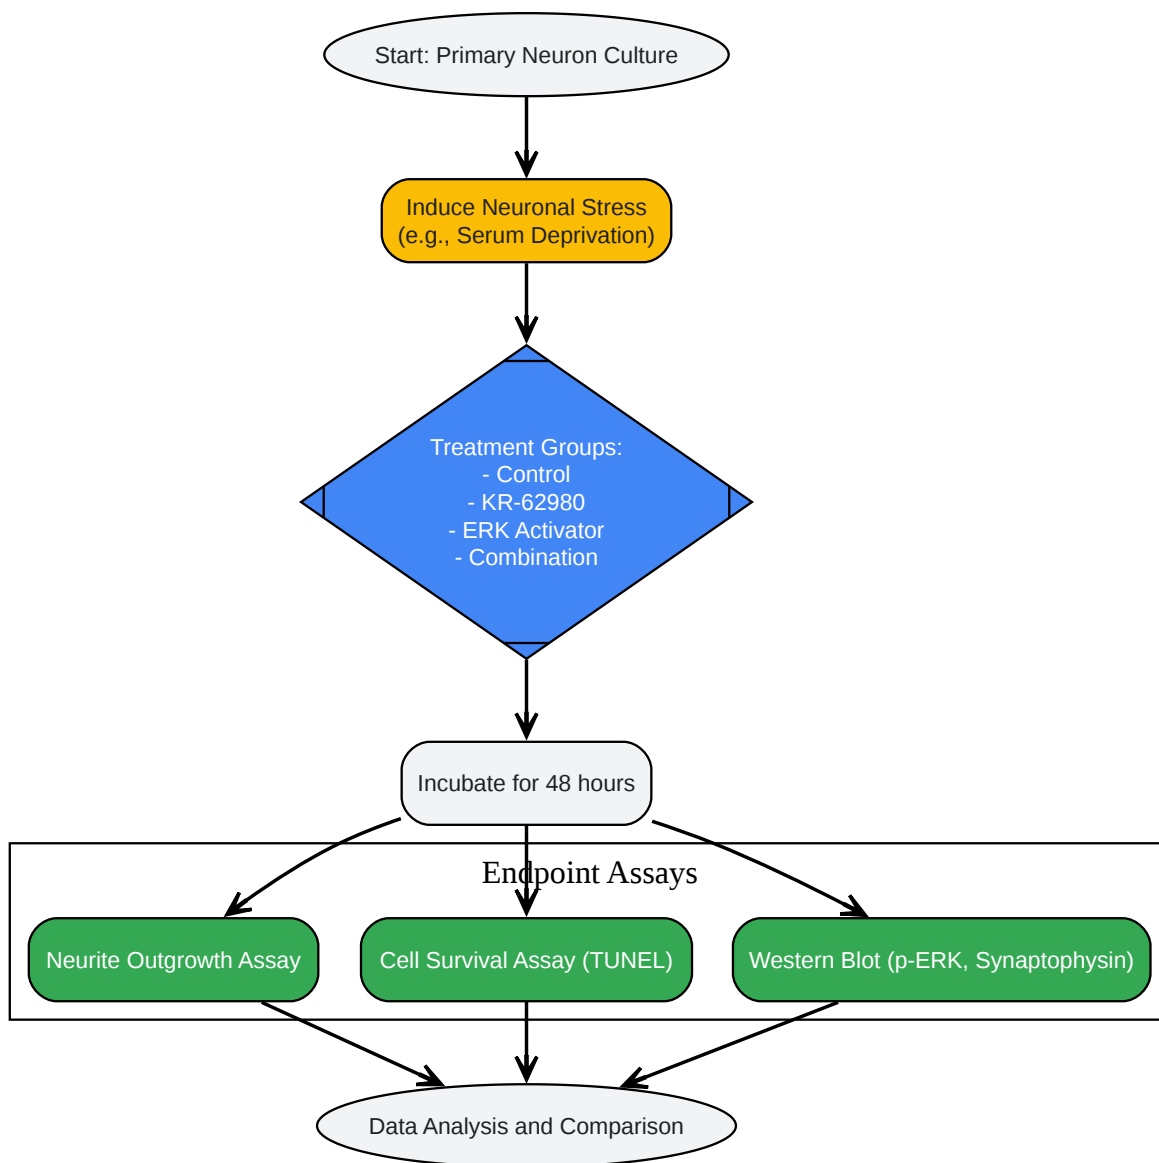 Start: Primary Neuron Culture
Induce Neuronal Stress
(e.g., Serum Deprivation)
Treatment Groups:
- Control
- KR-62980
- ERK Activator
- Combination
Incubate for 48 hours
Endpoint Assays
Neurite Outgrowth Assay
Cell Survival Assay (TUNEL)
Western Blot (p-ERK, Synaptophysin)
Data Analysis and Comparison